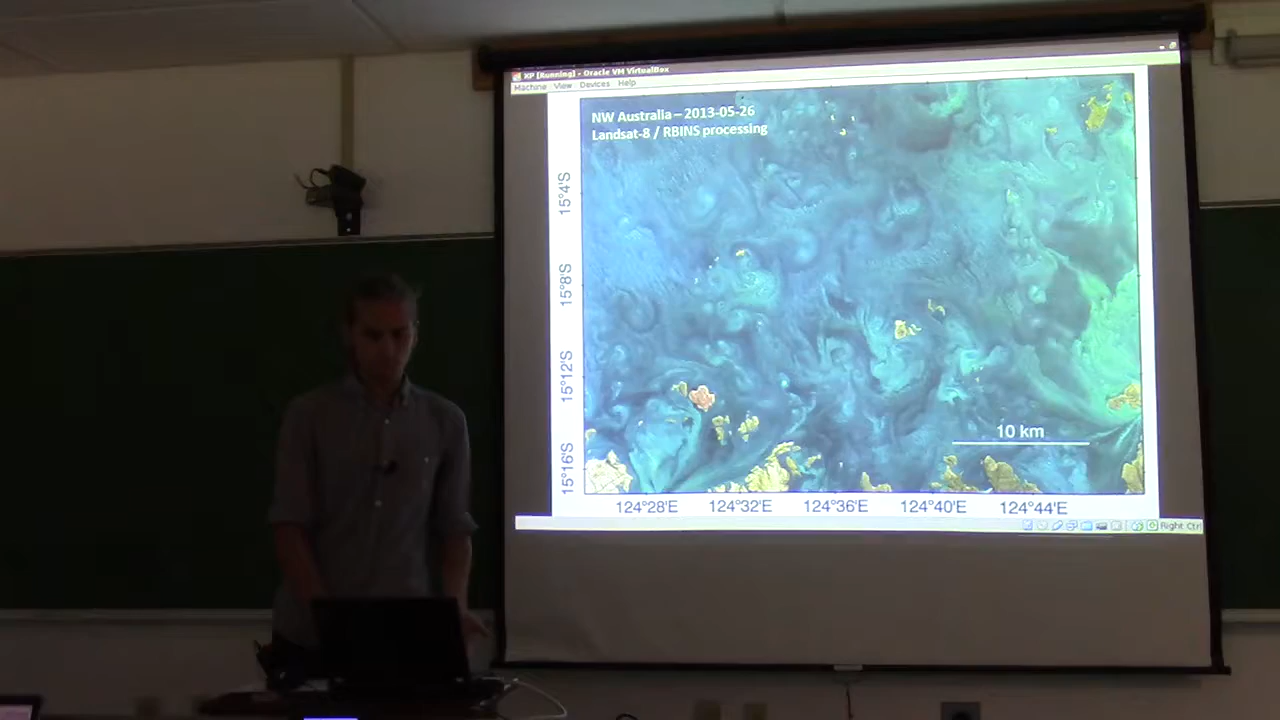 XP [Running] - Oracle VM VirtualBox
Machine View Devices Help
NW Australia – 2013-05-26
Landsat-8 / RBINS processing
15°4'S
15°8'S
15°12'S
15°16'S
10 km
124°28'E 124°32'E 124°36'E 124°40'E 124°44'E
Right Ctrl